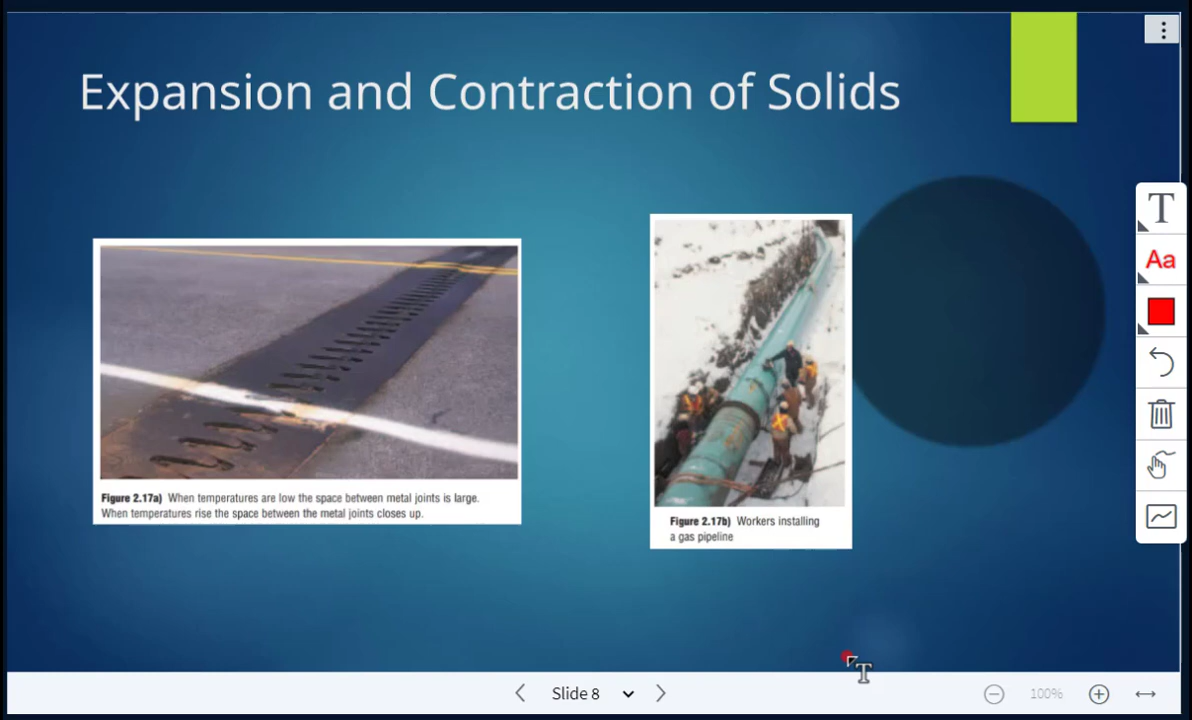 Expansion and Contraction of Solids
Figure 2.17a) When temperatures are low the space between metal joints is large.
When temperatures rise the space between the metal joints closes up.
Figure 2.17b) Workers installing
a gas pipeline
T
Aa
T
Slide 8
100%